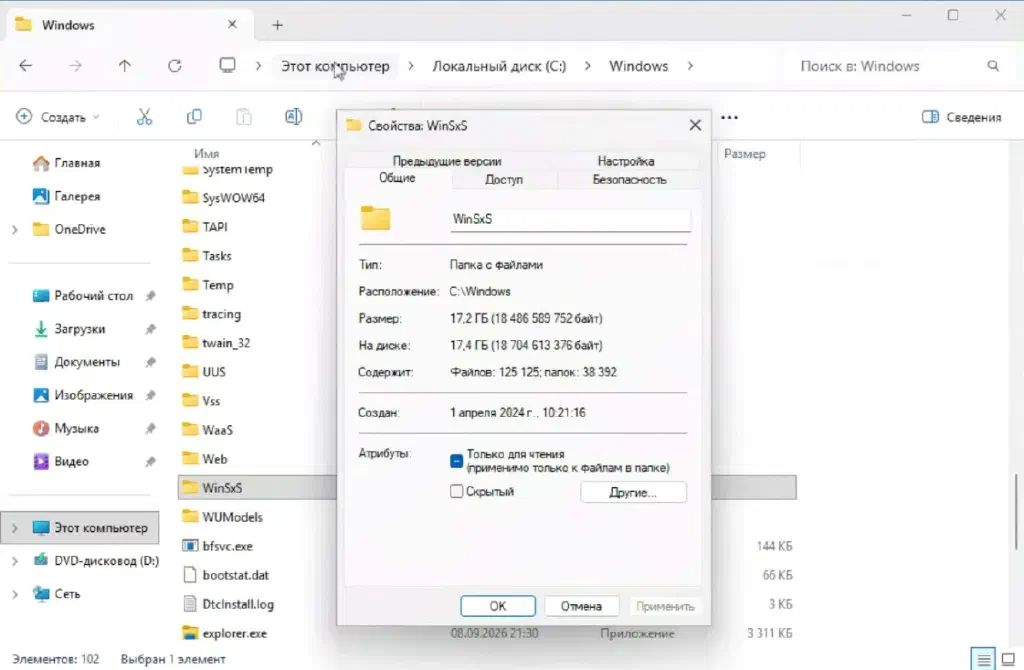 Windows
Этот компьютер
Локальный диск (C:)
Windows
Поиск в: Windows
Создать
Сведения
Главная
Галерея
OneDrive
Рабочий стол
Загрузки
Документы
Изображения
Музыка
Видео
Этот компьютер
DVD-дисковод (D:)
Сеть
Имя
Размер
SystemTemp
SysWOW64
TAPI
Tasks
Temp
tracing
twain_32
UUS
Vss
WaaS
Web
WinSxS
WUModels
bfsvc.exe
144 КБ
bootstat.dat
66 КБ
DtcInstall.log
3 КБ
explorer.exe
08.09.2026 21:30
Приложение
3 311 КБ
Свойства: WinSxS
Предыдущие версии
Настройка
Общие
Доступ
Безопасность
WinSxS
Тип:
Папка с файлами
Расположение:
C:\Windows
Размер:
17,2 ГБ (18 486 589 752 байт)
На диске:
17,4 ГБ (18 704 613 376 байт)
Содержит:
Файлов: 125 125; папок: 38 392
Создан:
1 апреля 2024 г., 10:21:16
Атрибуты:
Только для чтения
(применимо только к файлам в папке)
Скрытый
Другие...
OK
Отмена
Применить
Элементов: 102
Выбран 1 элемент